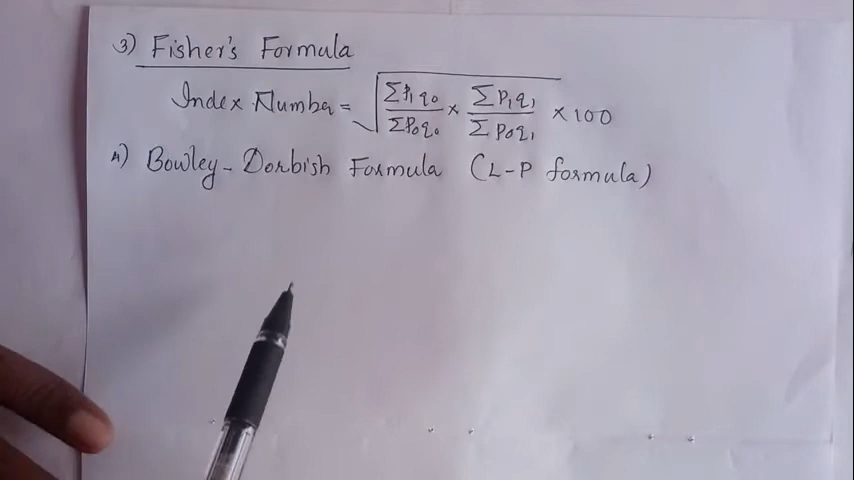 3) Fisher's Formula
Index Number = √ Σp₁q₀/Σp₀q₀ × Σp₁q₁/Σp₀q₁ × 100
4) Bowley - Dorbish Formula (L-P formula)